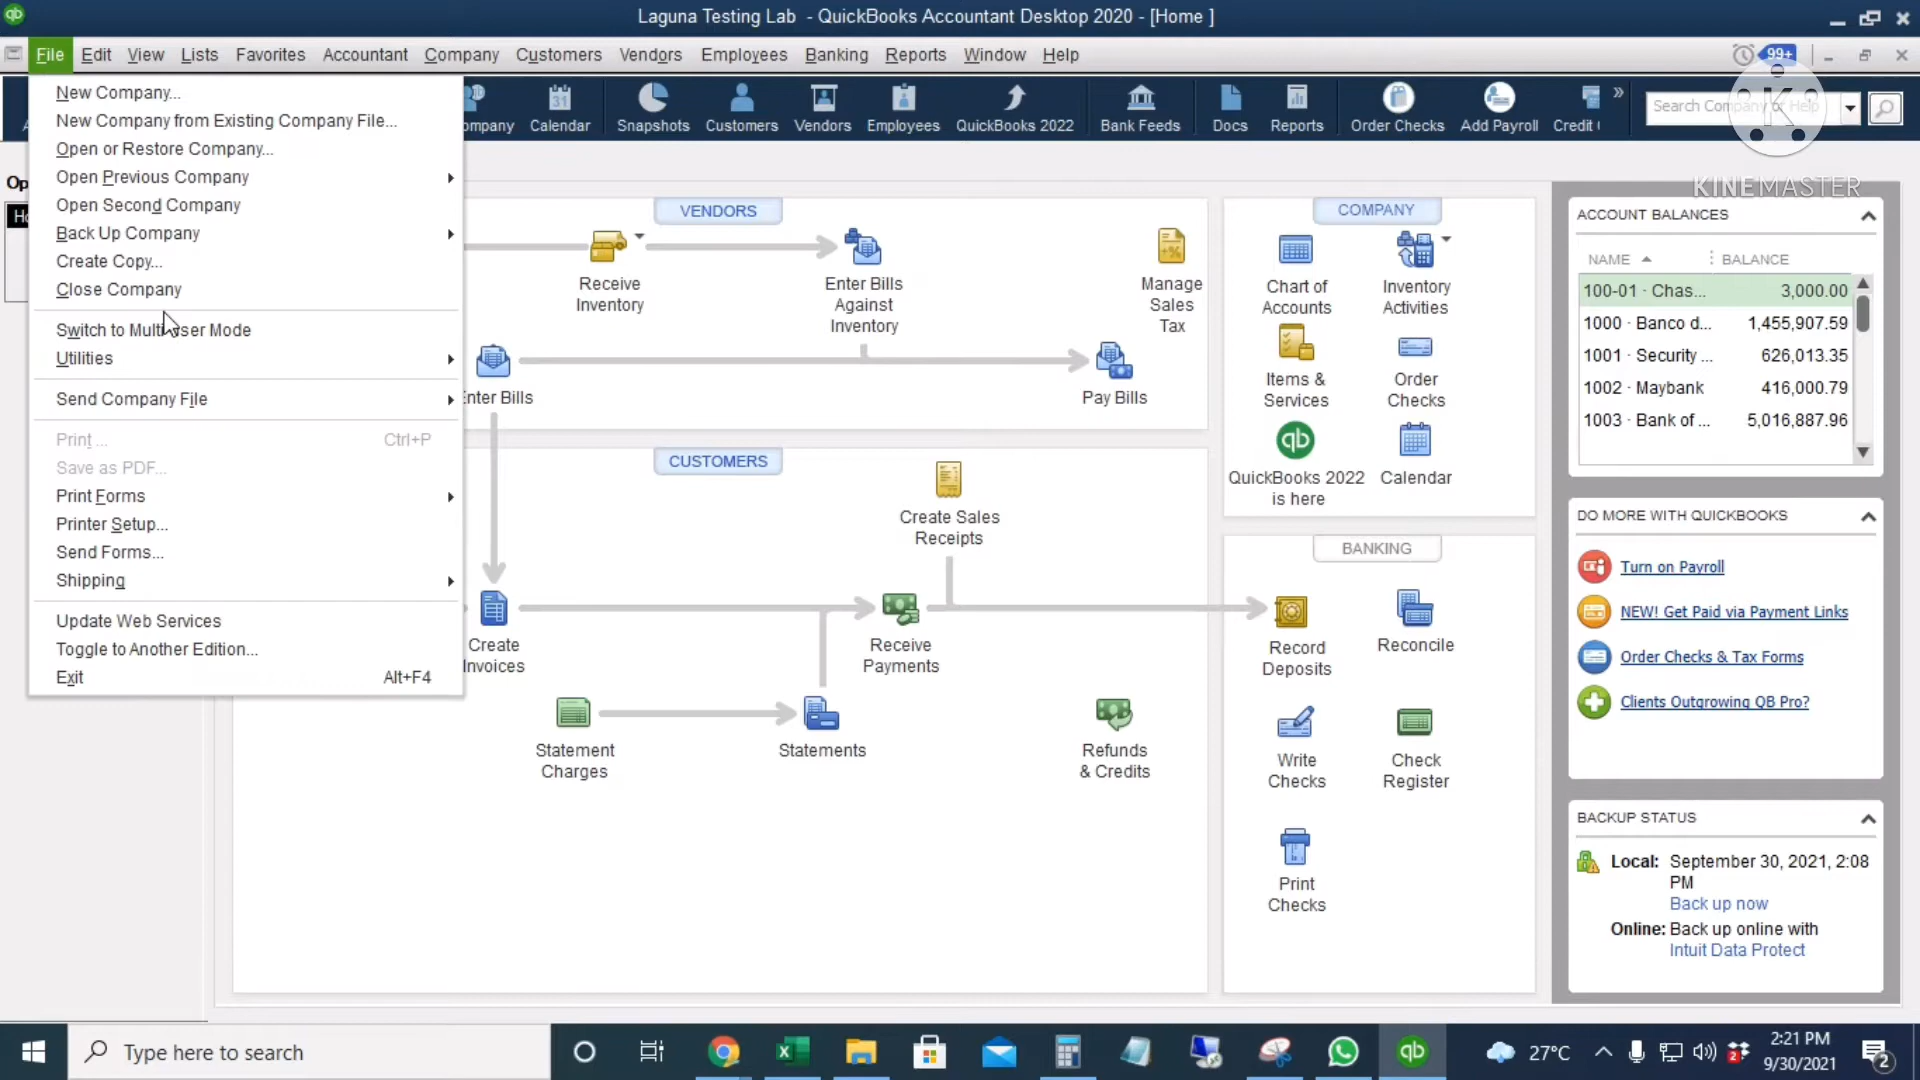 Laguna Testing Lab - QuickBooks Accountant Desktop 2020 - [Home ]
File Edit View Lists Favorites Accountant Company Customers Vendors Employees Banking Reports Window Help
99+
New Company...
New Company from Existing Company File...
Open or Restore Company...
Open Previous Company
Open Second Company
Back Up Company
Create Copy...
Close Company
Switch to Multi-user Mode
Utilities
Send Company File
Print ... Ctrl+P
Save as PDF...
Print Forms
Printer Setup...
Send Forms...
Shipping
Update Web Services
Toggle to Another Edition...
Exit Alt+F4
ompany
31
Calendar
Snapshots
Customers
Vendors
Employees
QuickBooks 2022
Bank Feeds
Docs
Reports
Order Checks
Add Payroll
Credit
Search Company or Help
K
KINEMASTER
Op
Ho
VENDORS
Receive
Inventory
Enter Bills
Against
Inventory
Manage
Sales
Tax
Enter Bills
Pay Bills
CUSTOMERS
Create Sales
Receipts
Create
Invoices
Receive
Payments
Statement
Charges
Statements
Refunds
& Credits
COMPANY
Chart of
Accounts
Inventory
Activities
Items &
Services
Order
Checks
qb
QuickBooks 2022
is here
Calendar
BANKING
Record
Deposits
Reconcile
Write
Checks
Check
Register
Print
Checks
ACCOUNT BALANCES
NAME BALANCE
100-01 · Chas... 3,000.00
1000 · Banco d... 1,455,907.59
1001 · Security ... 626,013.35
1002 · Maybank 416,000.79
1003 · Bank of ... 5,016,887.96
DO MORE WITH QUICKBOOKS
Turn on Payroll
NEW! Get Paid via Payment Links
Order Checks & Tax Forms
Clients Outgrowing QB Pro?
BACKUP STATUS
Local: September 30, 2021, 2:08
PM
Back up now
Online: Back up online with
Intuit Data Protect
Type here to search
27°C
2:21 PM
9/30/2021
2